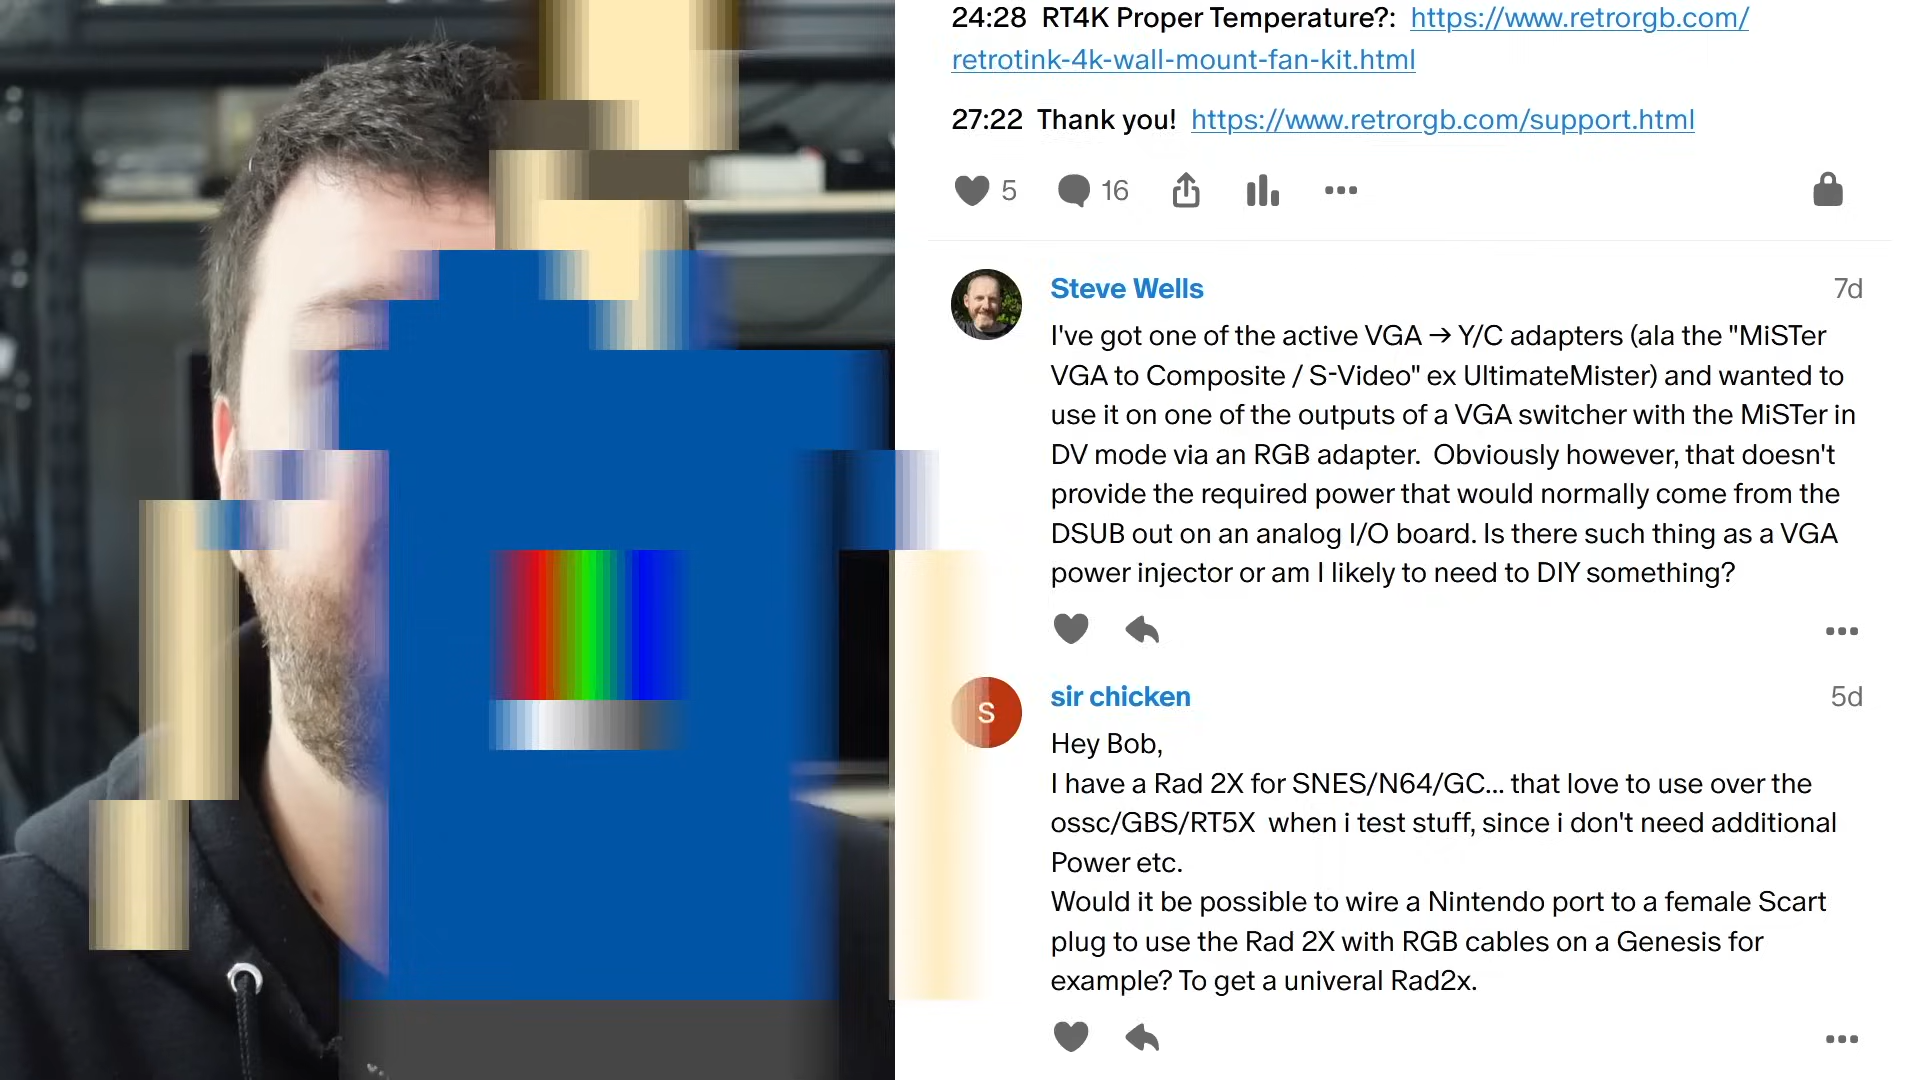 24:28 RT4K Proper Temperature?: https://www.retrorgb.com/
retrotink-4k-wall-mount-fan-kit.html
27:22 Thank you! https://www.retrorgb.com/support.html
5 16
Steve Wells 7d
I've got one of the active VGA → Y/C adapters (ala the "MiSTer
VGA to Composite / S-Video" ex UltimateMister) and wanted to
use it on one of the outputs of a VGA switcher with the MiSTer in
DV mode via an RGB adapter. Obviously however, that doesn't
provide the required power that would normally come from the
DSUB out on an analog I/O board. Is there such thing as a VGA
power injector or am I likely to need to DIY something?
S
sir chicken 5d
Hey Bob,
I have a Rad 2X for SNES/N64/GC... that love to use over the
ossc/GBS/RT5X when i test stuff, since i don't need additional
Power etc.
Would it be possible to wire a Nintendo port to a female Scart
plug to use the Rad 2X with RGB cables on a Genesis for
example? To get a univeral Rad2x.